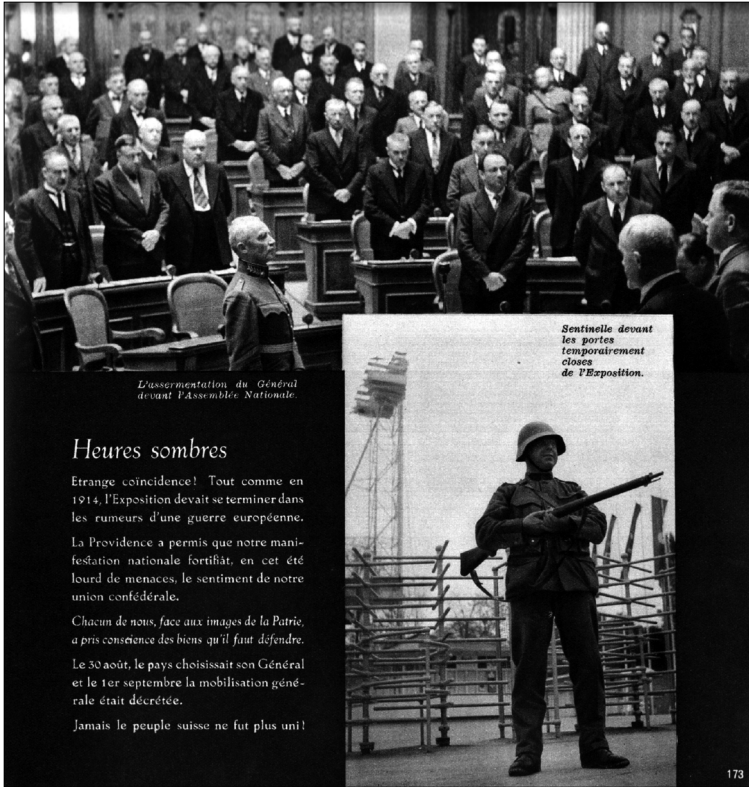 Sentinelle devant
les portes
temporairement
closes
de l'Exposition.
L'assermentation du Général
devant l'Assemblée Nationale.
Heures sombres
Etrange coïncidence! Tout comme en
1914, l'Exposition devait se terminer dans
les rumeurs d'une guerre européenne.
La Providence a permis que notre mani-
festation nationale fortifiât, en cet été
lourd de menaces, le sentiment de notre
union confédérale.
Chacun de nous, face aux images de la Patrie,
a pris conscience des biens qu'il faut défendre.
Le 30 août, le pays choisissait son Général
et le 1er septembre la mobilisation géné-
rale était décrétée.
Jamais le peuple suisse ne fut plus uni!
173